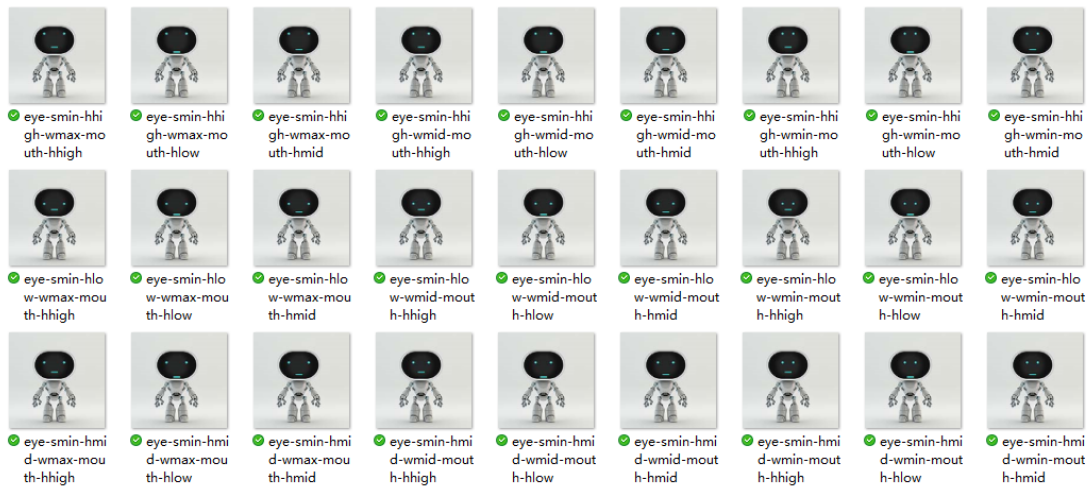 eye-smin-hhi eye-smin-hhi eye-smin-hhi eye-smin-hhi eye-smin-hhi eye-smin-hhi eye-smin-hhi eye-smin-hhi eye-smin-hhi
gh-wmax-mo gh-wmax-mo gh-wmax-mo gh-wmid-mo gh-wmid-mo gh-wmid-mo gh-wmin-mo gh-wmin-mo gh-wmin-mo
uth-hhigh uth-hlow uth-hmid uth-hhigh uth-hlow uth-hmid uth-hhigh uth-hlow uth-hmid
eye-smin-hlo eye-smin-hlo eye-smin-hlo eye-smin-hlo eye-smin-hlo eye-smin-hlo eye-smin-hlo eye-smin-hlo eye-smin-hlo
w-wmax-mou w-wmax-mou w-wmax-mou w-wmid-mout w-wmid-mout w-wmid-mout w-wmin-mout w-wmin-mout w-wmin-mout
th-hhigh th-hlow th-hmid h-hhigh h-hlow h-hmid h-hhigh h-hlow h-hmid
eye-smin-hmi eye-smin-hmi eye-smin-hmi eye-smin-hmi eye-smin-hmi eye-smin-hmi eye-smin-hmi eye-smin-hmi eye-smin-hmi
d-wmax-mou d-wmax-mou d-wmax-mou d-wmid-mout d-wmid-mout d-wmid-mout d-wmin-mout d-wmin-mout d-wmin-mout
th-hhigh th-hlow th-hmid h-hhigh h-hlow h-hmid h-hhigh h-hlow h-hmid